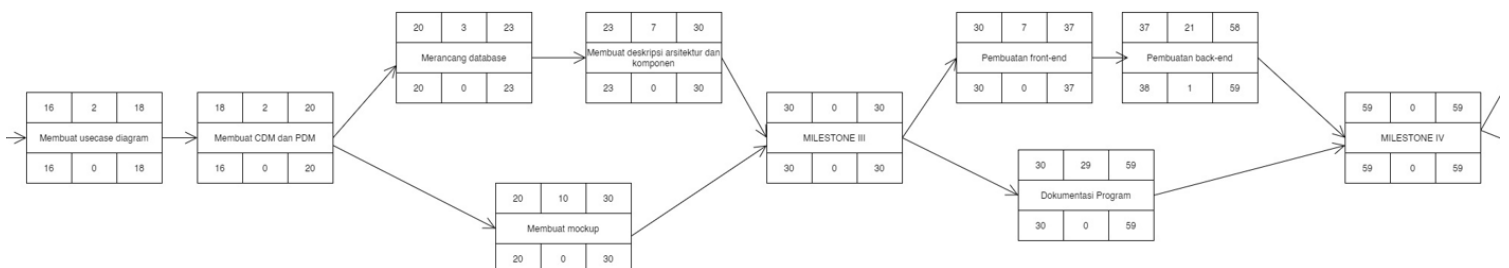 16 2 18
Membuat usecase diagram
16 0 18
18 2 20
Membuat CDM dan PDM
16 0 20
20 3 23
Merancang database
20 0 23
23 7 30
Membuat deskripsi arsitektur dan
komponen
23 0 30
20 10 30
Membuat mockup
20 0 30
30 0 30
MILESTONE III
30 0 30
30 7 37
Pembuatan front-end
30 0 37
37 21 58
Pembuatan back-end
38 1 59
30 29 59
Dokumentasi Program
30 0 59
59 0 59
MILESTONE IV
59 0 59